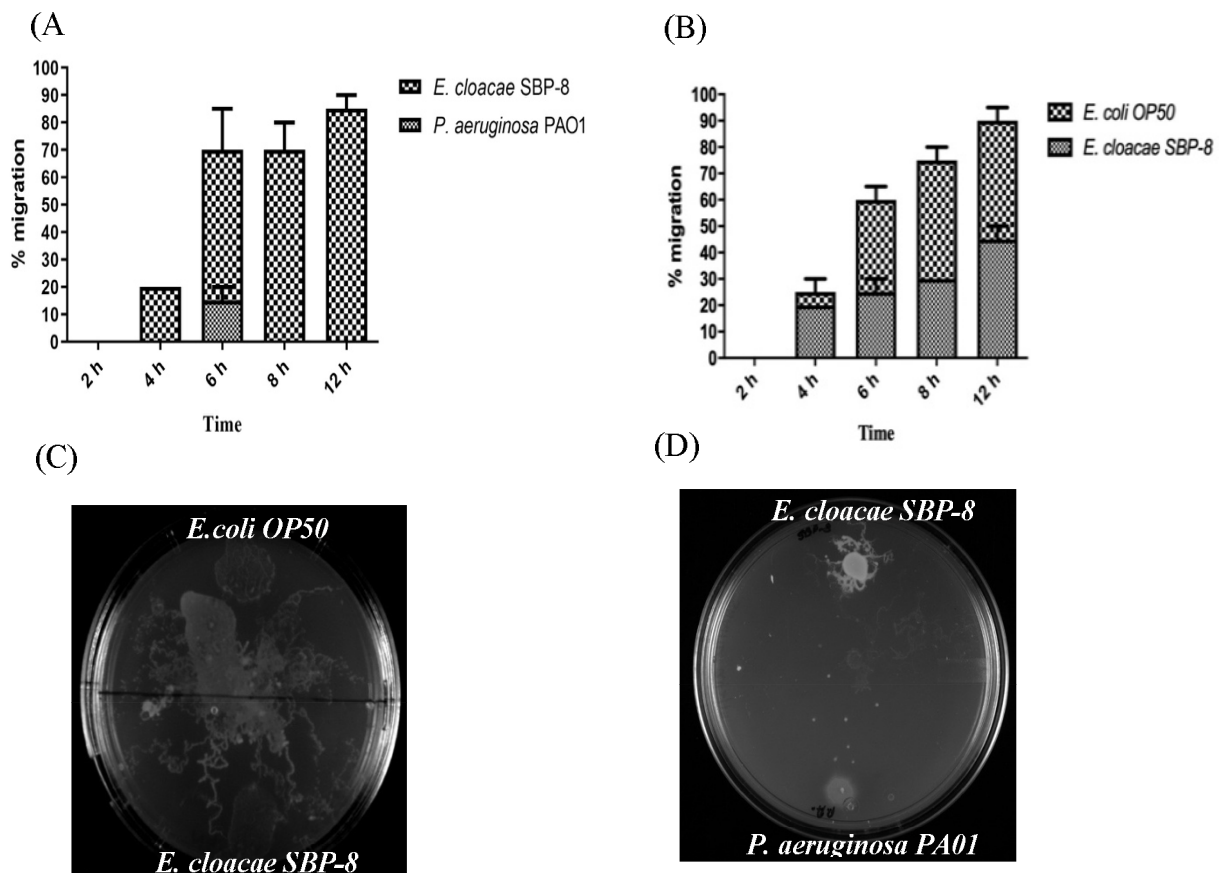 (A
(B)
100
90
80
70
60
50
40
30
20
10
0
% migration
2 h
4 h
6 h
8 h
12 h
Time
E. cloacae SBP-8
P. aeruginosa PAO1
100
90
80
70
60
50
40
30
20
10
0
% migration
2 h
4 h
6 h
8 h
12 h
Time
E. coli OP50
E. cloacae SBP-8
(C)
(D)
E.coli OP50
E. cloacae SBP-8
E. cloacae SBP-8
SBP-8
P. aeruginosa PA01